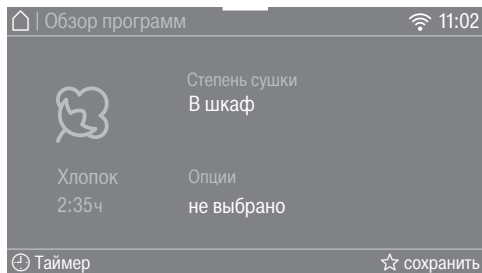 | Обзор программ 11:02
Степень сушки
В шкаф
Хлопок Опции
2:35ч не выбрано
Таймер сохранить